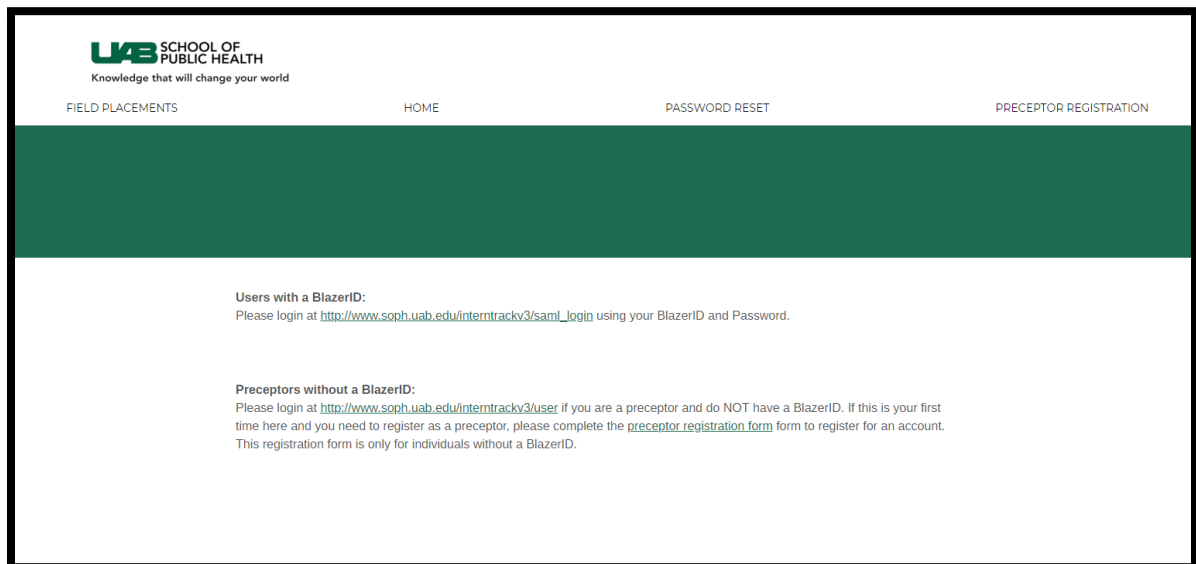 UAB SCHOOL OF
PUBLIC HEALTH
Knowledge that will change your world
FIELD PLACEMENTS HOME PASSWORD RESET PRECEPTOR REGISTRATION
Users with a BlazerID:
Please login at http://www.soph.uab.edu/interntrackv3/saml_login using your BlazerID and Password.
Preceptors without a BlazerID:
Please login at http://www.soph.uab.edu/interntrackv3/user if you are a preceptor and do NOT have a BlazerID. If this is your first
time here and you need to register as a preceptor, please complete the preceptor registration form form to register for an account.
This registration form is only for individuals without a BlazerID.